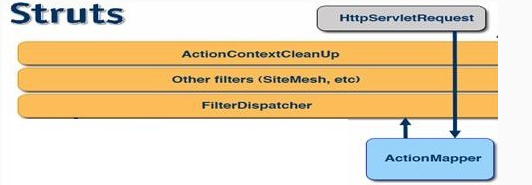 Struts
HttpServletRequest
ActionContextCleanUp
Other filters (SiteMesh, etc)
FilterDispatcher
ActionMapper